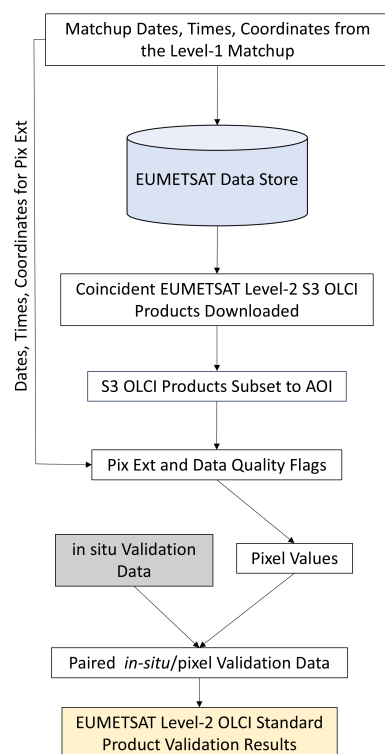 Matchup Dates, Times, Coordinates from
the Level-1 Matchup
Dates, Times, Coordinates for Pix Ext
EUMETSAT Data Store
Coincident EUMETSAT Level-2 S3 OLCI
Products Downloaded
S3 OLCI Products Subset to AOI
Pix Ext and Data Quality Flags
in situ Validation
Data
Pixel Values
Paired in-situ/pixel Validation Data
EUMETSAT Level-2 OLCI Standard
Product Validation Results